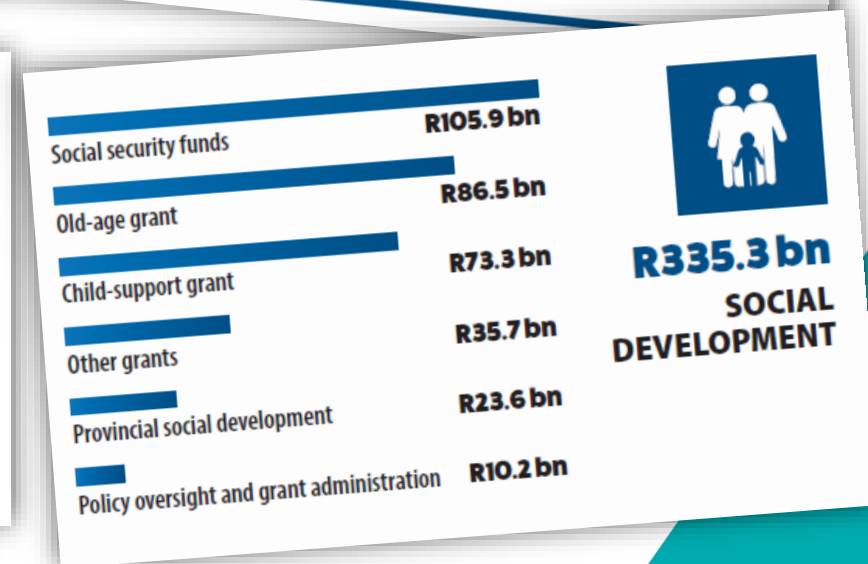 R105.9 bn
Social security funds
R86.5 bn
Old-age grant
R73.3 bn
Child-support grant
R35.7 bn
Other grants
R23.6 bn
Provincial social development
R10.2 bn
Policy oversight and grant administration
R335.3 bn
SOCIAL
DEVELOPMENT